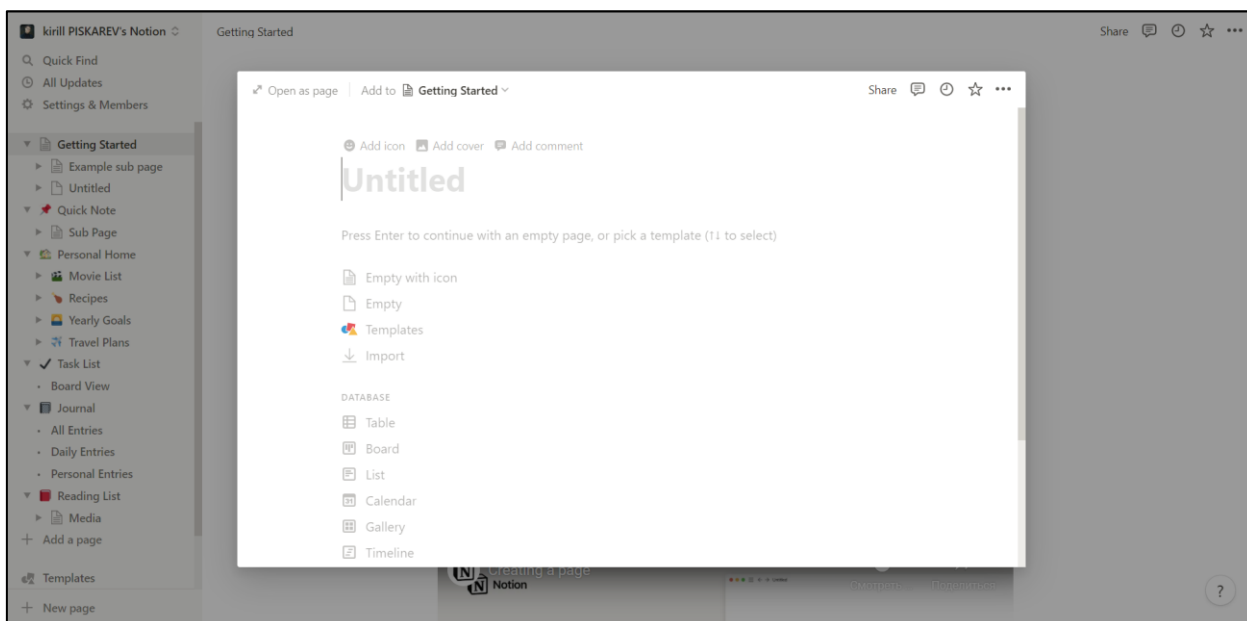 kirill PISKAREV's Notion
Quick Find
All Updates
Settings & Members
Getting Started
Example sub page
Untitled
Quick Note
Sub Page
Personal Home
Movie List
Recipes
Yearly Goals
Travel Plans
Task List
Board View
Journal
All Entries
Daily Entries
Personal Entries
Reading List
Media
Add a page
Templates
New page
Getting Started
Share
Open as page
Add to Getting Started
Share
Add icon Add cover Add comment
Untitled
Press Enter to continue with an empty page, or pick a template (↑↓ to select)
Empty with icon
Empty
Templates
Import
DATABASE
Table
Board
List
Calendar
Gallery
Timeline
Creating a page
Notion
?